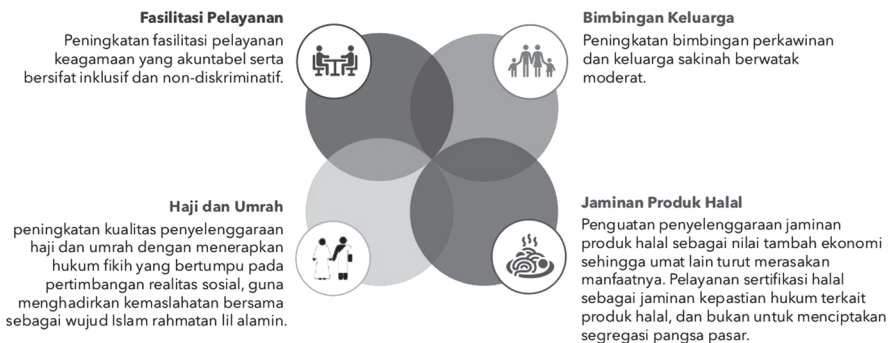 Fasilitasi Pelayanan
Peningkatan fasilitasi pelayanan
keagamaan yang akuntabel serta
bersifat inklusif dan non-diskriminatif.
Bimbingan Keluarga
Peningkatan bimbingan perkawinan
dan keluarga sakinah berwatak
moderat.
Haji dan Umrah
peningkatan kualitas penyelenggaraan
haji dan umrah dengan menerapkan
hukum fikih yang bertumpu pada
pertimbangan realitas sosial, guna
menghadirkan kemaslahatan bersama
sebagai wujud Islam rahmatan lil alamin.
Jaminan Produk Halal
Penguatan penyelenggaraan jaminan
produk halal sebagai nilai tambah ekonomi
sehingga umat lain turut merasakan
manfaatnya. Pelayanan sertifikasi halal
sebagai jaminan kepastian hukum terkait
produk halal, dan bukan untuk menciptakan
segregasi pangsa pasar.